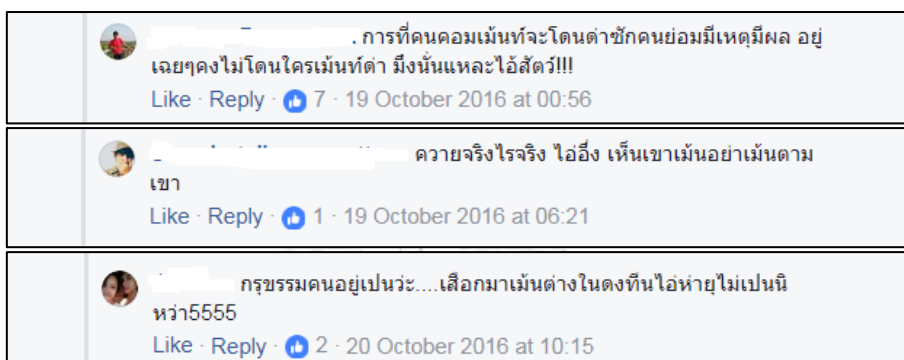 . การที่คนคอมเม้นท์จะโดนด่าซักคนย่อมมีเหตุมีผล อยู่
เฉยๆคงไม่โดนใครเม้นท์ด่า มึงนั่นแหละไอ้สัตว์!!!
Like · Reply · 7 · 19 October 2016 at 00:56
ควายจริงไรจริง ไอ่อึ่ง เห็นเขาเม้นอย่าเม้นตาม
เขา
Like · Reply · 1 · 19 October 2016 at 06:21
กรุขรรมคนอยู่เปนว่ะ....เสือกมาเม้นต่างในดงทีนไอ่ห่ายุไม่เปนนิ
หว่า5555
Like · Reply · 2 · 20 October 2016 at 10:15